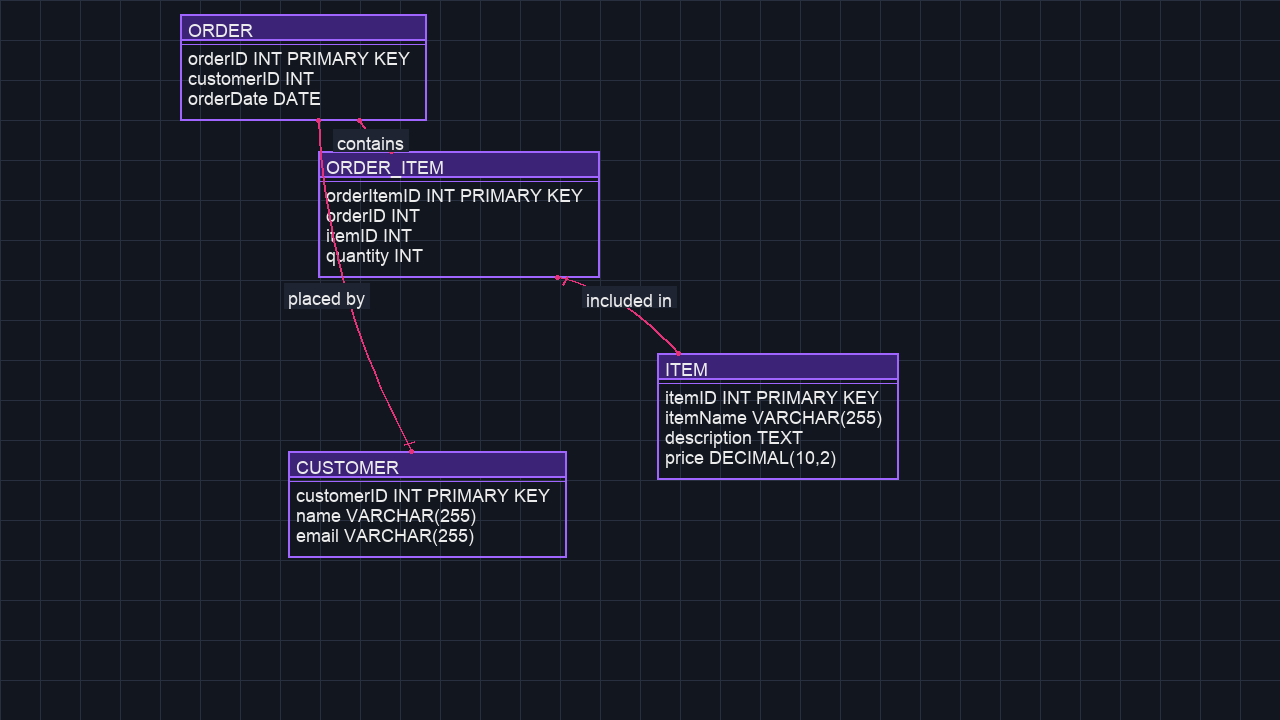 ORDER
orderID INT PRIMARY KEY
customerID INT
orderDate DATE
contains
ORDER_ITEM
orderItemID INT PRIMARY KEY
orderID INT
itemID INT
quantity INT
placed by
included in
ITEM
itemID INT PRIMARY KEY
itemName VARCHAR(255)
description TEXT
price DECIMAL(10,2)
CUSTOMER
customerID INT PRIMARY KEY
name VARCHAR(255)
email VARCHAR(255)